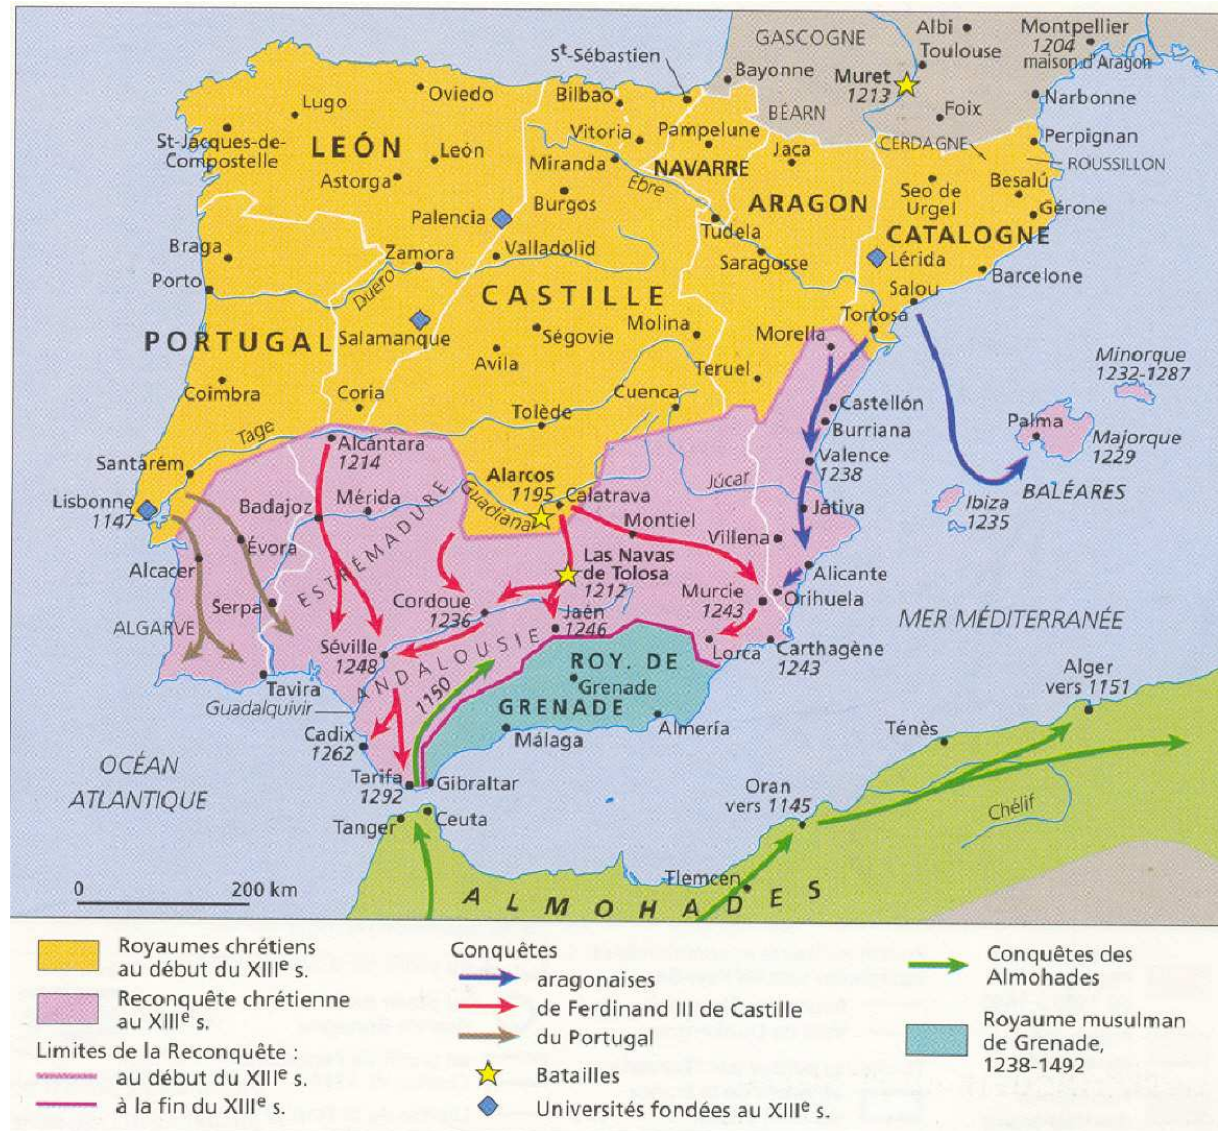 GASCOGNE
Albi
Montpellier
1204
maison d'Aragon
Toulouse
St-Sébastien
Bayonne
Muret
1213
Narbonne
Oviedo
Bilbao
BÉARN
Foix
Lugo
St-Jacques-de-
Compostelle
LEÓN
León
Vitoria
Pampelune
CERDAGNE
Perpignan
Miranda
NAVARRE
Jaca
ROUSSILLON
Astorga
Ebre
Seo de
Urgel
Besalú
Burgos
ARAGON
Gérone
Palencia
Tudela
CATALOGNE
Braga
Zamora
Valladolid
Saragosse
Lérida
Barcelone
Porto
Duero
CASTILLE
Salou
Tortosa
PORTUGAL
Salamanque
Ségovie
Molina
Morella
Avila
Teruel
Minorque
1232-1287
Coimbra
Coria
Cuenca
Castellón
Tolède
Palma
Majorque
1229
Tage
Burriana
Alcántara
1214
Santarém
Alarcos
1195
Valence
1238
Lisbonne
1147
Badajoz
Mérida
Guadiana
Calatrava
Júcar
Ibiza
1235
BALÉARES
Játiva
Montiel
Villena
Évora
ESTRÉMADURE
Las Navas
de Tolosa
1212
Alcacer
Alicante
Serpa
Cordoue
1236
Murcie
1243
Orihuela
ALGARVE
Jaén
1246
MER MÉDITERRANÉE
Séville
1248
ANDALOUSIE
Lorca
Carthagène
1243
ROY. DE
GRENADE
Grenade
1150
Tavira
Guadalquivir
Alger
vers 1151
Almería
Málaga
Cadix
1262
Ténès
OCÉAN
ATLANTIQUE
Tarifa
1292
Gibraltar
Oran
vers 1145
Chélif
Tanger
Ceuta
Tlemcen
ALMOHADES
0 200 km
Royaumes chrétiens
au début du XIIIe s.
Reconquête chrétienne
au XIIIe s.
Limites de la Reconquête :
au début du XIIIe s.
à la fin du XIIIe s.
Conquêtes
aragonaises
de Ferdinand III de Castille
du Portugal
Batailles
Universités fondées au XIIIe s.
Conquêtes des
Almohades
Royaume musulman
de Grenade,
1238-1492